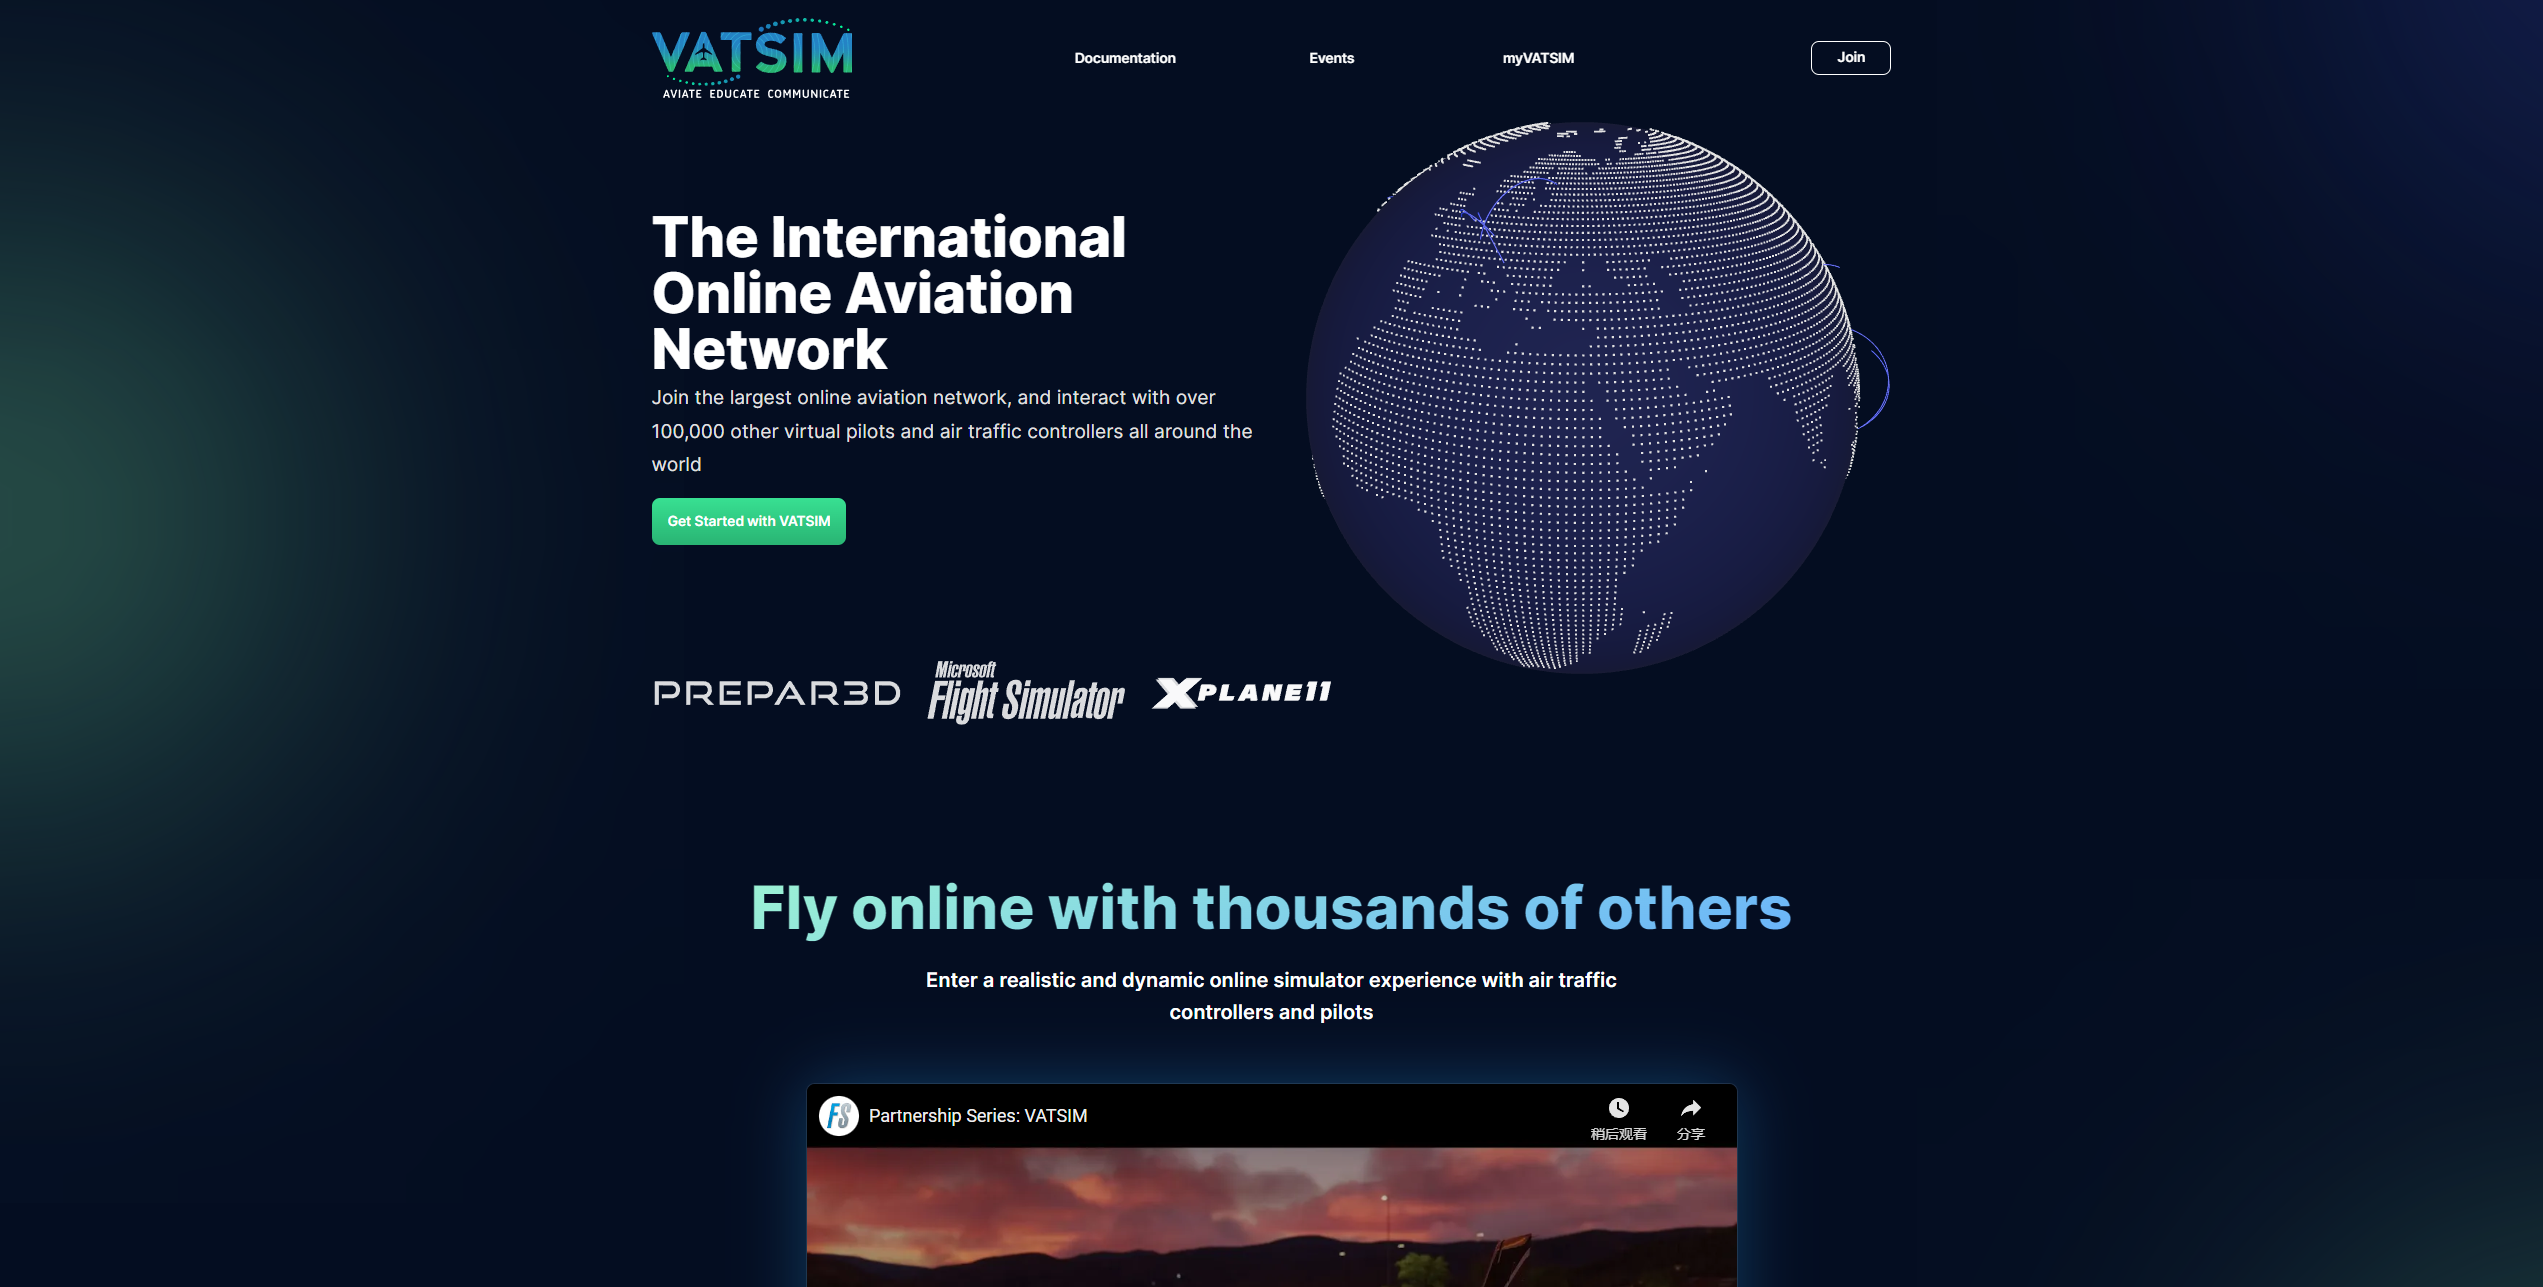 VATSIM
AVIATE EDUCATE COMMUNICATE
Documentation
Events
myVATSIM
Join
The International
Online Aviation
Network
Join the largest online aviation network, and interact with over
100,000 other virtual pilots and air traffic controllers all around the
world
Get Started with VATSIM
PREPAR3D
Microsoft
Flight Simulator
XPLANE11
Fly online with thousands of others
Enter a realistic and dynamic online simulator experience with air traffic
controllers and pilots
FS
Partnership Series: VATSIM
稍后观看
分享